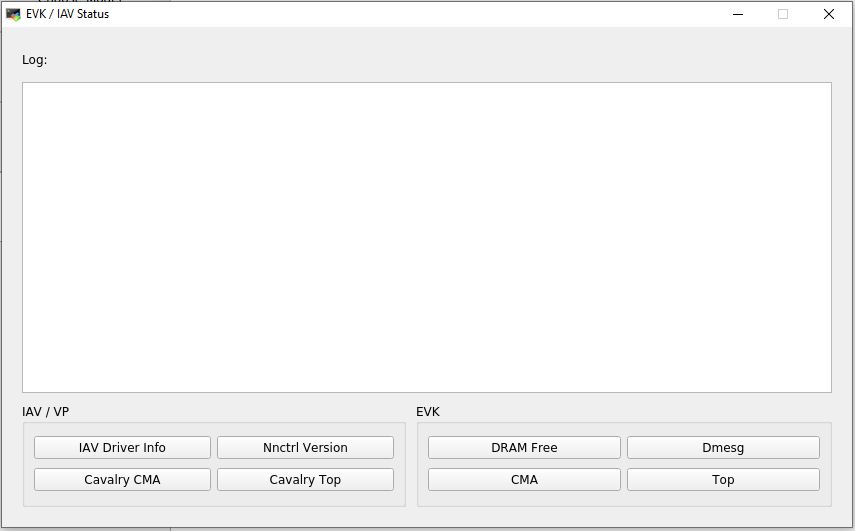 EVK / IAV Status
Log:
IAV / VP
EVK
IAV Driver Info
Nnctrl Version
DRAM Free
Dmesg
Cavalry CMA
Cavalry Top
CMA
Top